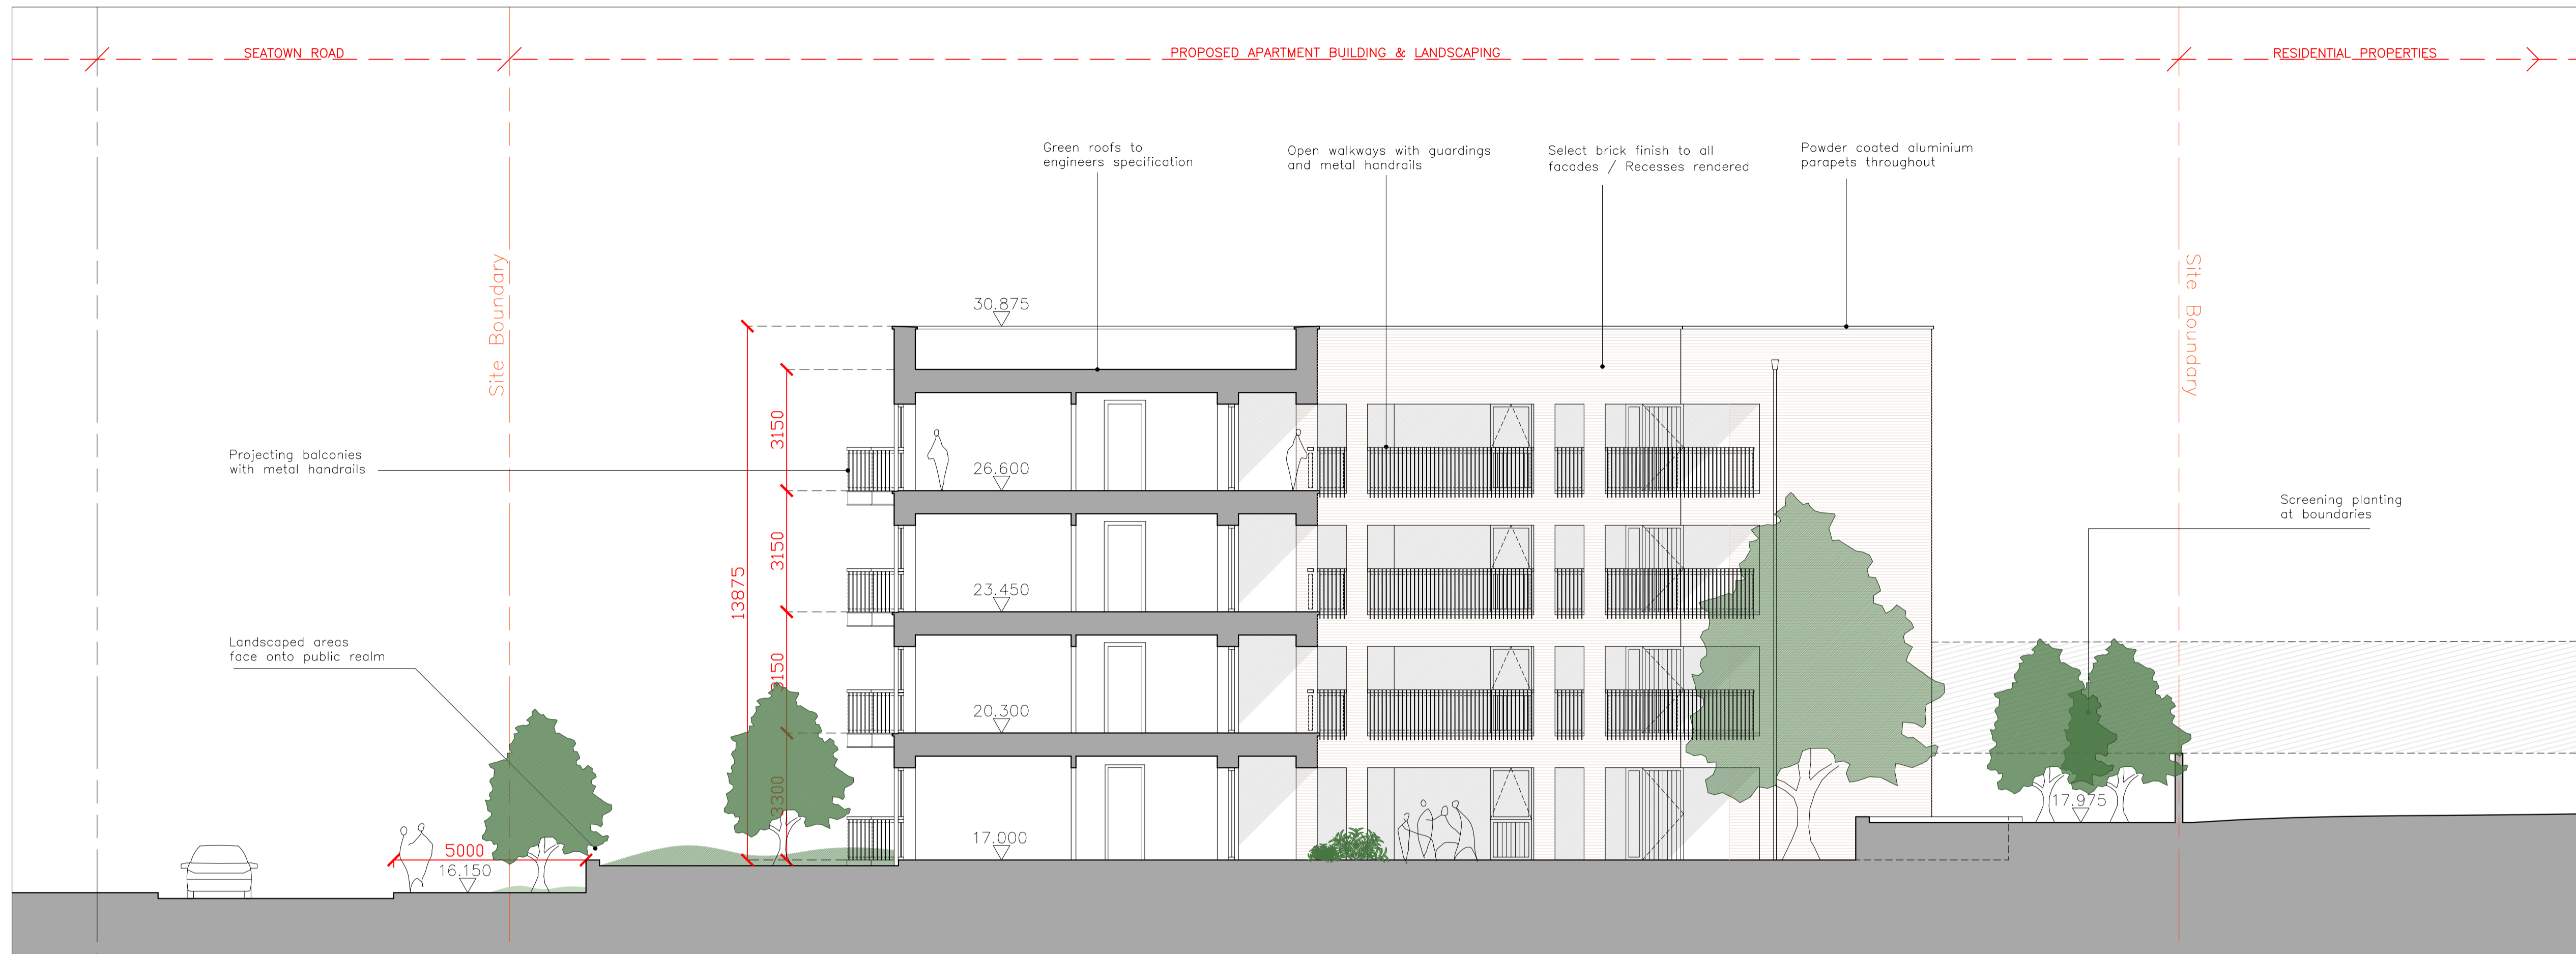 SEATOWN ROAD
PROPOSED APARTMENT BUILDING & LANDSCAPING
RESIDENTIAL PROPERTIES
Green roofs to
engineers specification
Open walkways with guardings
and metal handrails
Select brick finish to all
facades / Recesses rendered
Powder coated aluminium
parapets throughout
Site Boundary
Site Boundary
30.875
3150
Projecting balconies
with metal handrails
26.600
Screening planting
at boundaries
3150
13875
23.450
Landscaped areas
face onto public realm
3150
20.300
3300
17.975
17.000
5000
16.150